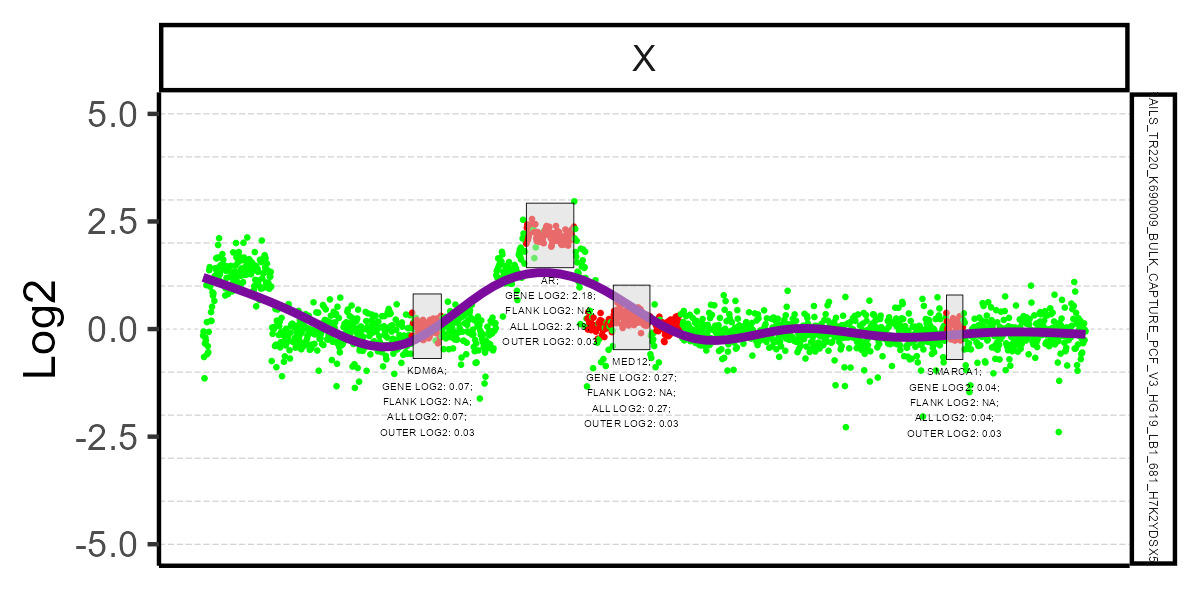 X
Log2
5.0
2.5
0.0
-2.5
-5.0
AR;
GENE LOG2: 2.18;
FLANK LOG2: NA;
ALL LOG2: 2.18;
OUTER LOG2: 0.03
KDM6A;
GENE LOG2: 0.07;
FLANK LOG2: NA;
ALL LOG2: 0.07;
OUTER LOG2: 0.03
MED12;
GENE LOG2: 0.27;
FLANK LOG2: NA;
ALL LOG2: 0.27;
OUTER LOG2: 0.03
SMARCA1;
GENE LOG2: 0.04;
FLANK LOG2: NA;
ALL LOG2: 0.04;
OUTER LOG2: 0.03
AILS_TR220_K690009_BULK_CAPTURE_PCF_V3_HG19_LB1_681_H7K2YDSX5